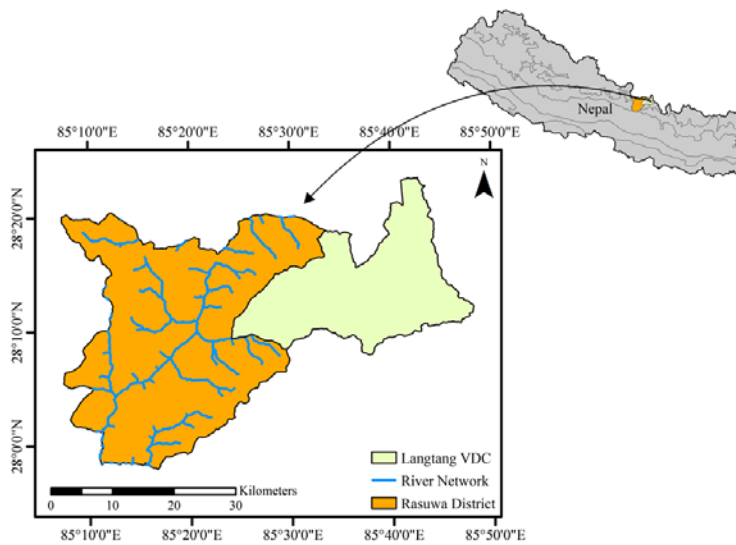 Nepal
85°10'0"E 85°20'0"E 85°30'0"E 85°40'0"E 85°50'0"E
N
28°20'0"N
28°10'0"N
28°0'0"N
Langtang VDC
River Network
Rasuwa District
Kilometers
0 10 20 30
85°10'0"E 85°20'0"E 85°30'0"E 85°40'0"E 85°50'0"E